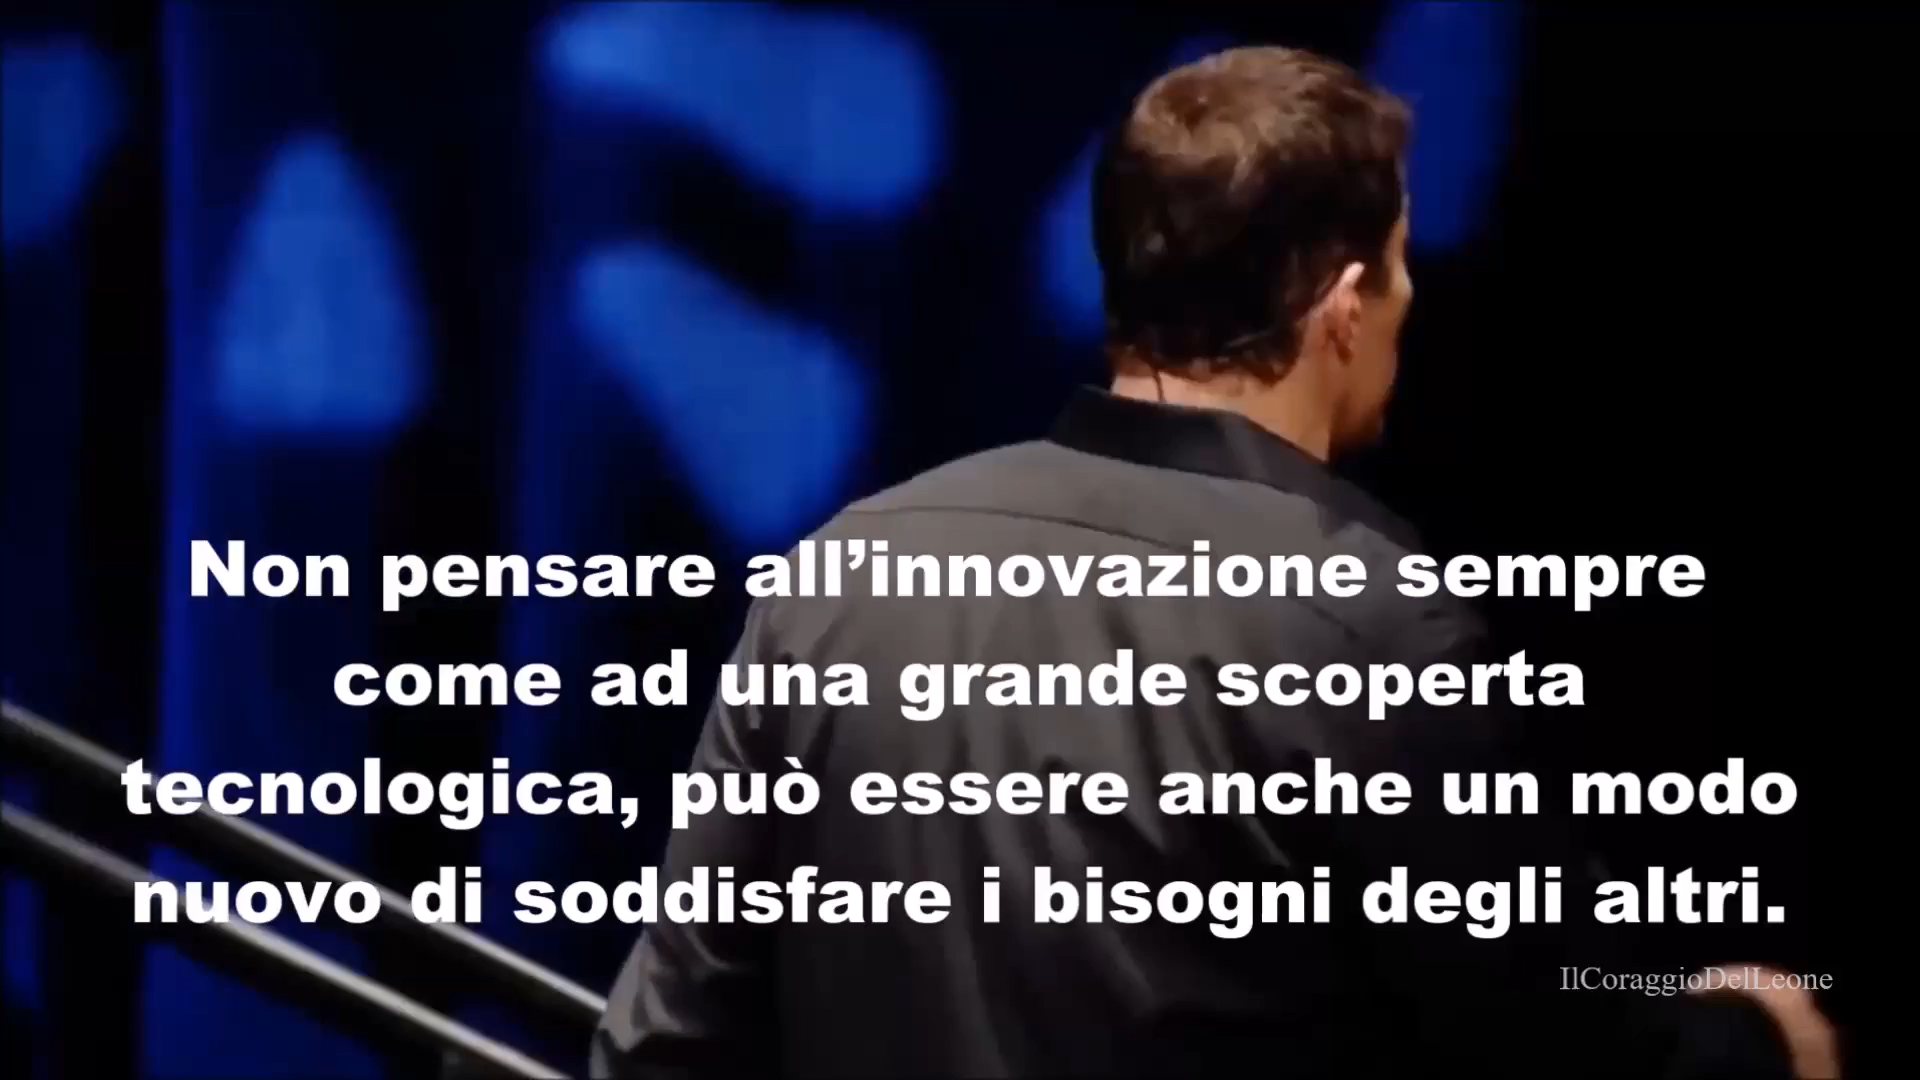 Non pensare all’innovazione sempre
come ad una grande scoperta
tecnologica, può essere anche un modo
nuovo di soddisfare i bisogni degli altri.
IlCoraggioDelLeone